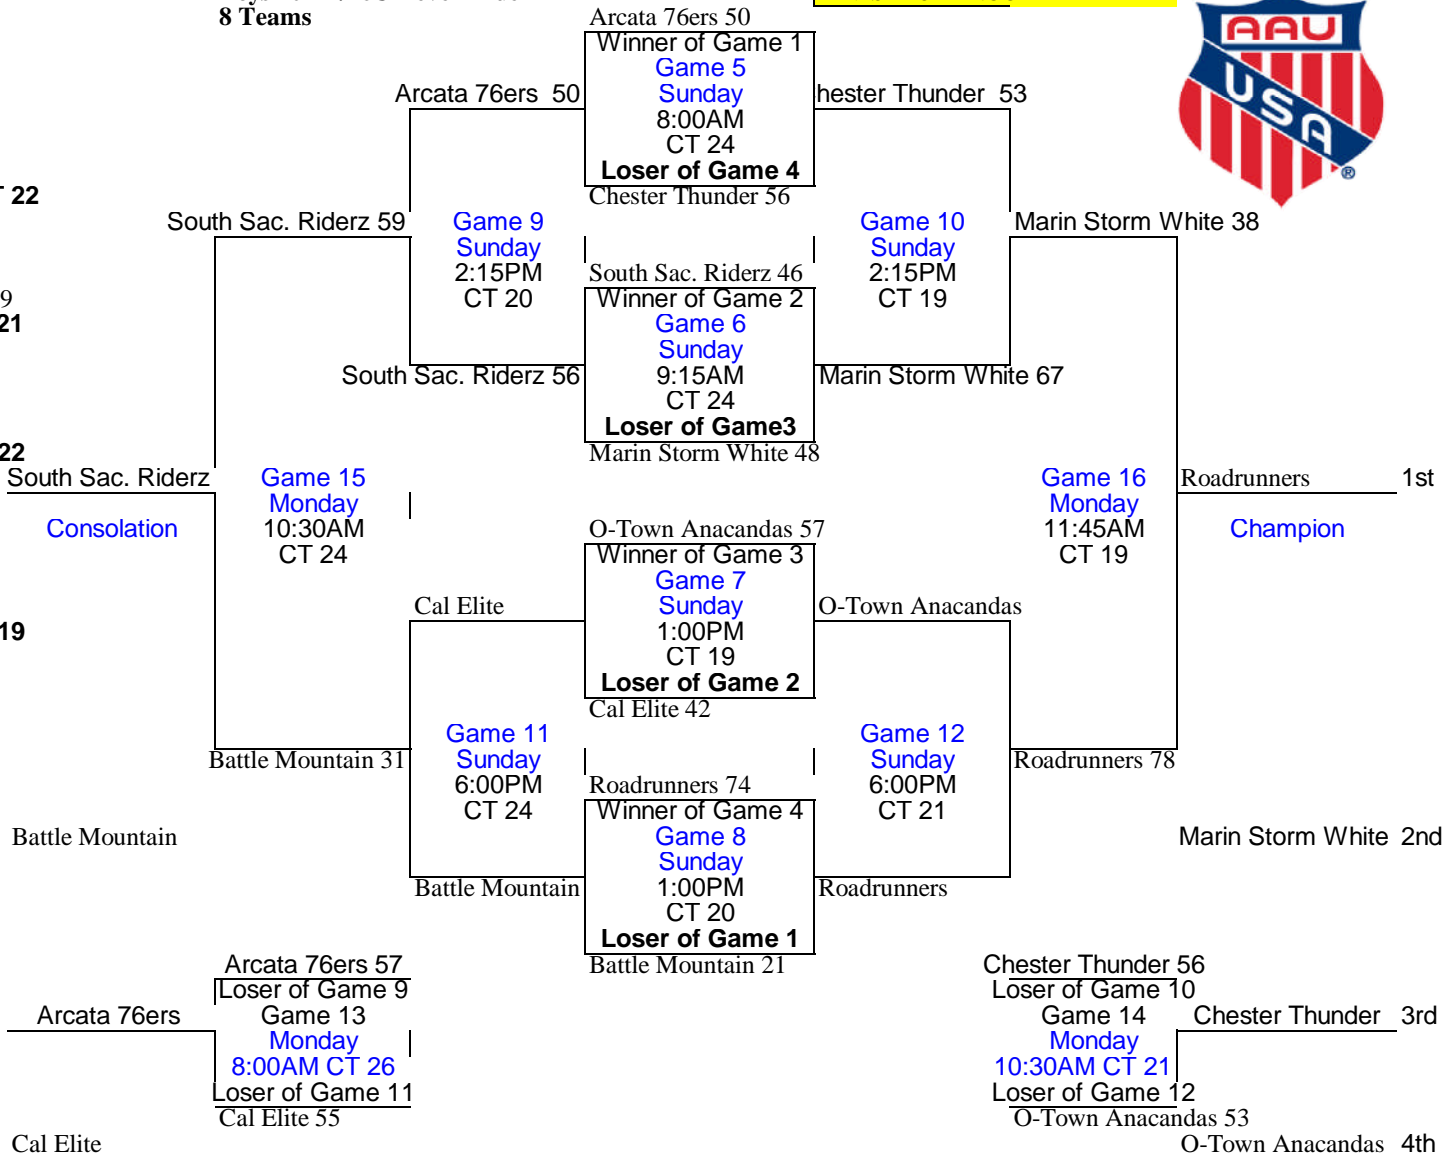 8 Teams
Arcata 76ers 50
Winner of Game 1
Game 5
Sunday
8:00AM
CT 24
Loser of Game 4
Chester Thunder 56
Arcata 76ers 50
hester Thunder 53
AAU
USA
®
22
South Sac. Riderz 59
Game 9
Sunday
2:15PM
CT 20
Game 10
Sunday
2:15PM
CT 19
Marin Storm White 38
9
21
South Sac. Riderz 46
Winner of Game 2
Game 6
Sunday
9:15AM
CT 24
Loser of Game3
Marin Storm White 48
South Sac. Riderz 56
Marin Storm White 67
22
South Sac. Riderz
Consolation
Game 15
Monday
10:30AM
CT 24
Game 16
Monday
11:45AM
CT 19
Roadrunners 1st
Champion
O-Town Anacandas 57
Winner of Game 3
Game 7
Sunday
1:00PM
CT 19
Loser of Game 2
Cal Elite 42
Cal Elite
O-Town Anacandas
19
Battle Mountain 31
Game 11
Sunday
6:00PM
CT 24
Game 12
Sunday
6:00PM
CT 21
Roadrunners 78
Roadrunners 74
Winner of Game 4
Game 8
Sunday
1:00PM
CT 20
Loser of Game 1
Battle Mountain 21
Battle Mountain
Marin Storm White 2nd
Battle Mountain
Roadrunners
Arcata 76ers 57
Loser of Game 9
Game 13
Monday
8:00AM CT 26
Loser of Game 11
Cal Elite 55
Arcata 76ers
Cal Elite
Chester Thunder 56
Loser of Game 10
Game 14
Monday
10:30AM CT 21
Loser of Game 12
O-Town Anacandas 53
Chester Thunder 3rd
O-Town Anacandas 4th